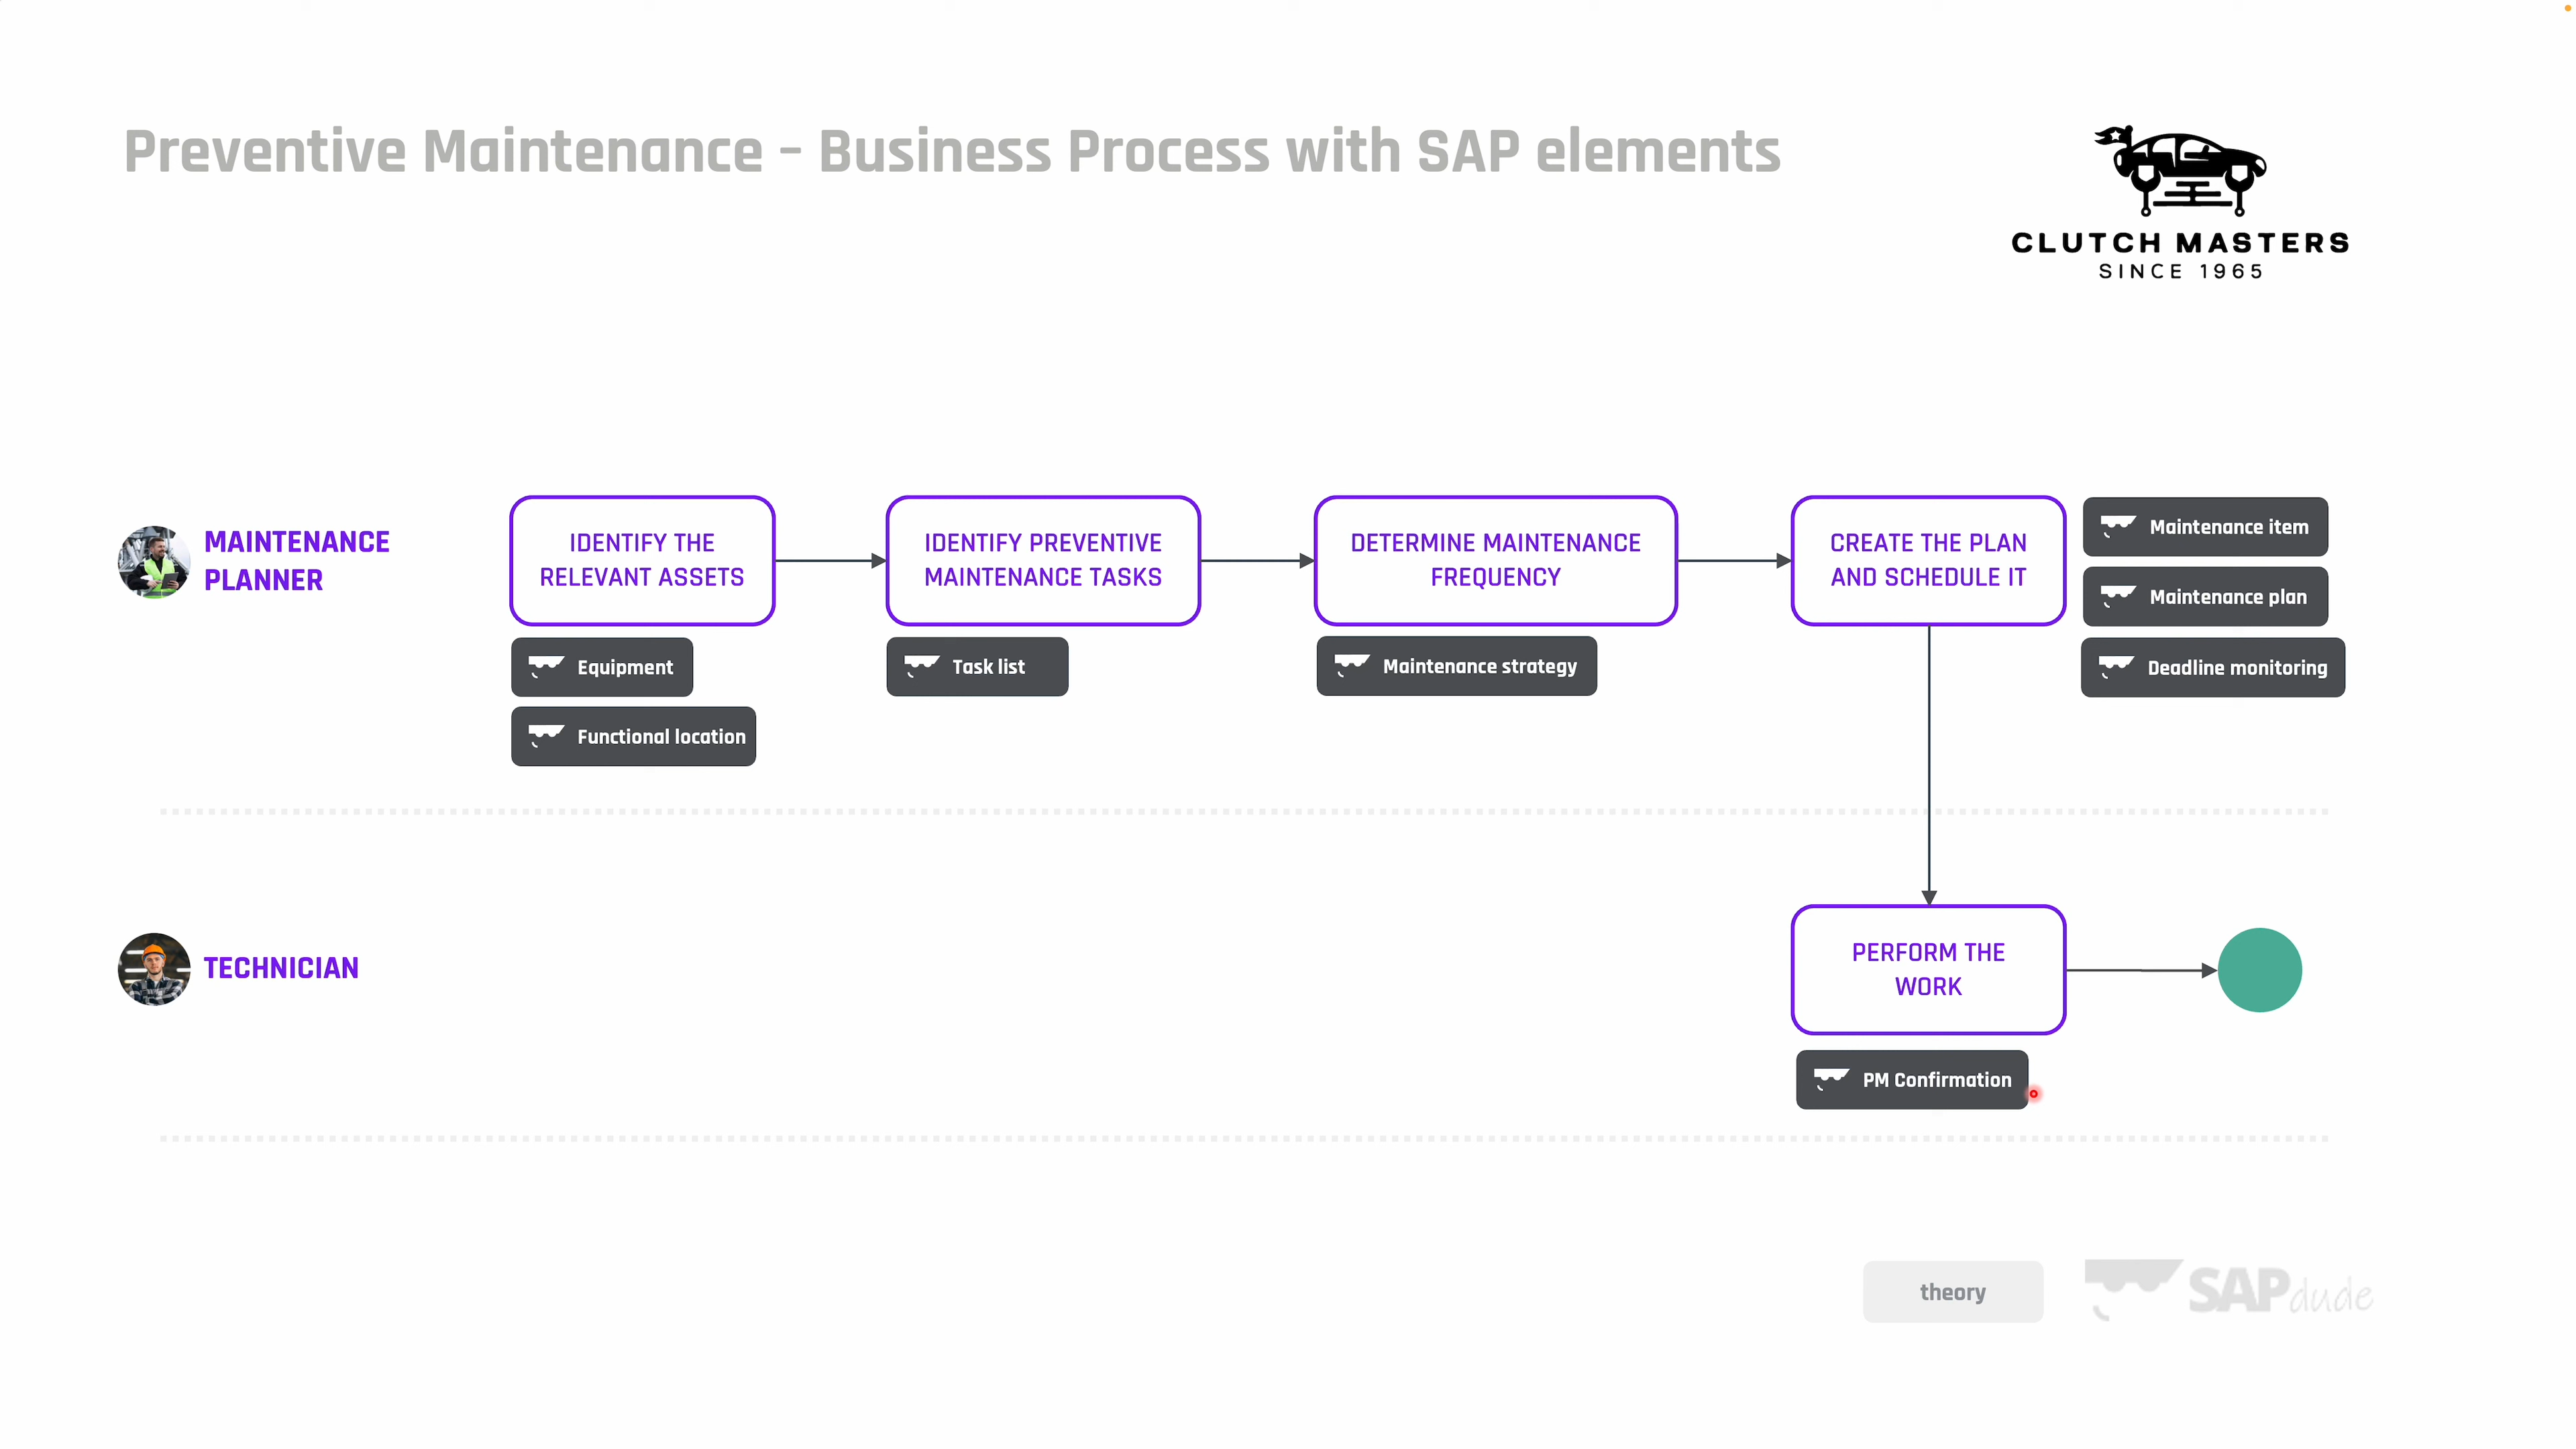 Preventive Maintenance – Business Process with SAP elements
CLUTCH MASTERS
SINCE 1965
MAINTENANCE
PLANNER
IDENTIFY THE
RELEVANT ASSETS
Equipment
Functional location
IDENTIFY PREVENTIVE
MAINTENANCE TASKS
Task list
DETERMINE MAINTENANCE
FREQUENCY
Maintenance strategy
CREATE THE PLAN
AND SCHEDULE IT
Maintenance item
Maintenance plan
Deadline monitoring
TECHNICIAN
PERFORM THE
WORK
PM Confirmation
theory
SAPdude